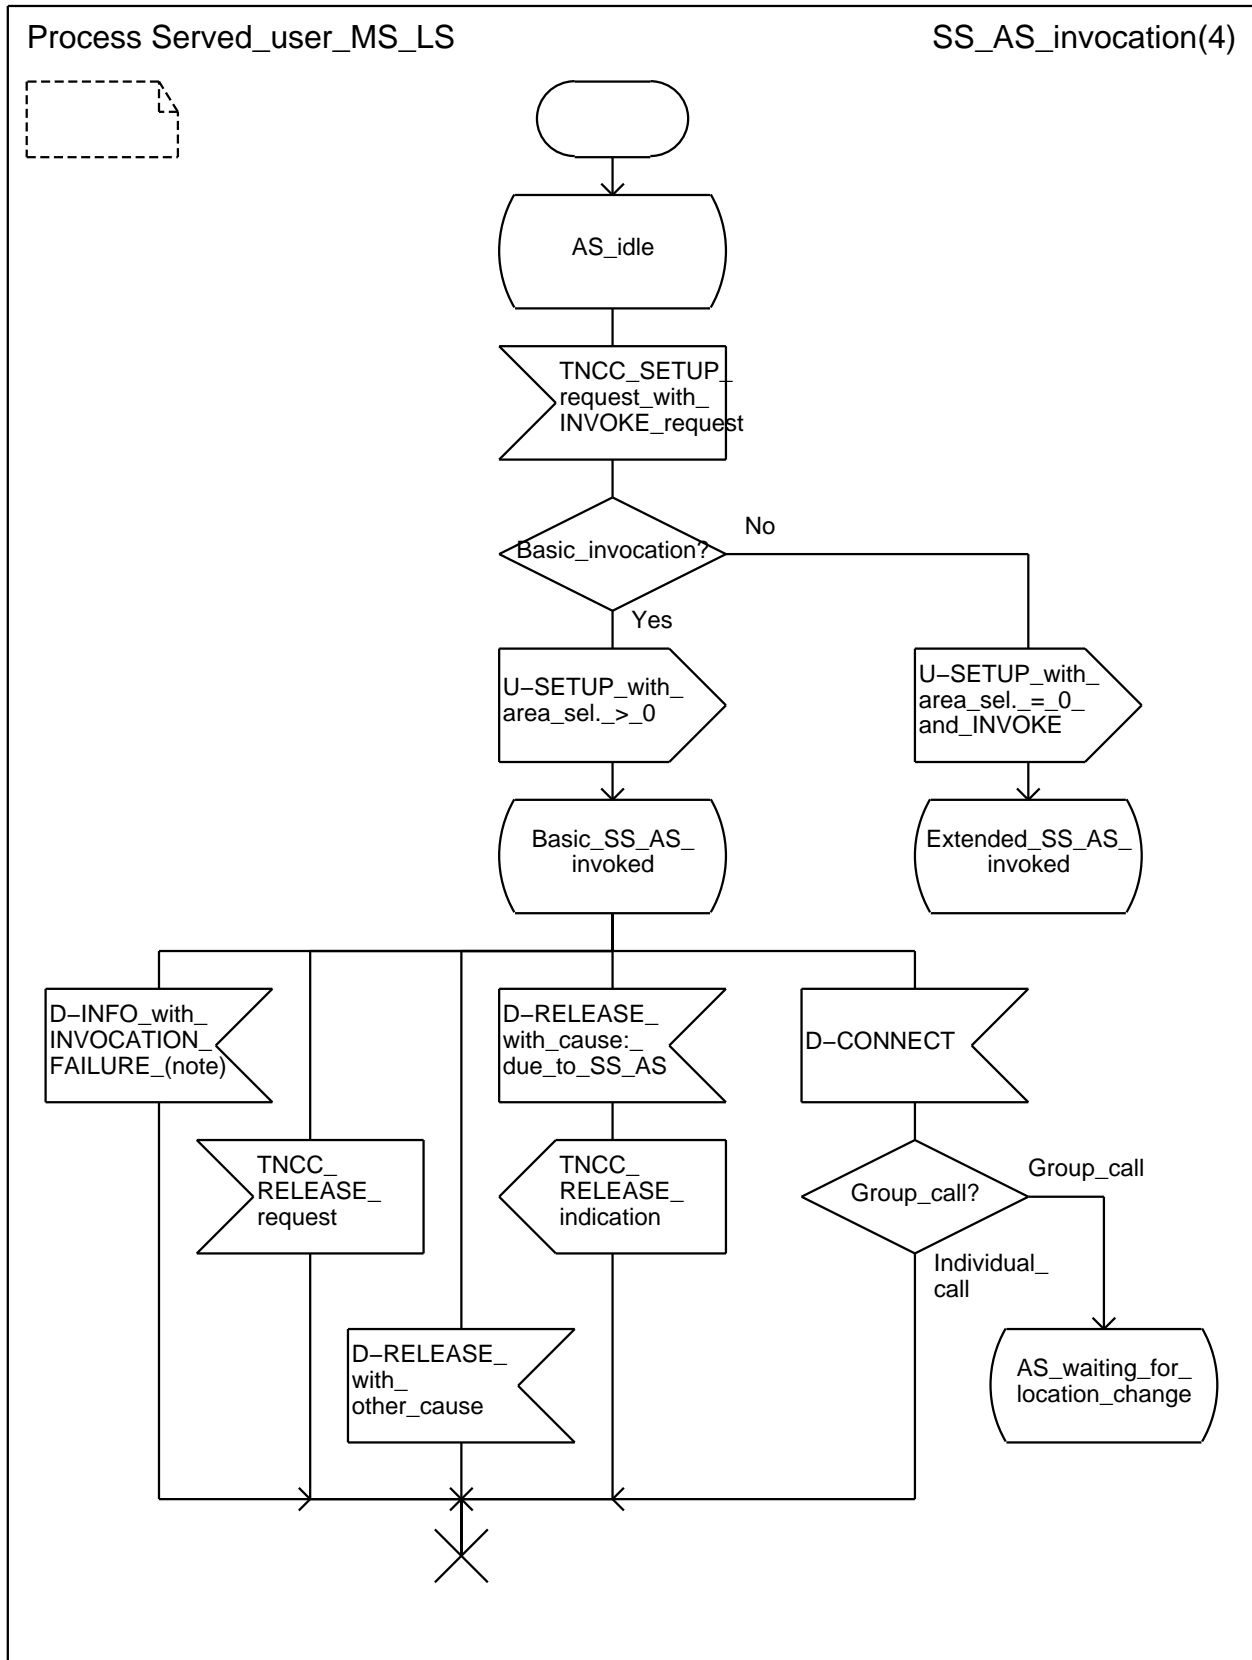 Process Served_user_MS_LS
SS_AS_invocation(4)
AS_idle
TNCC_SETUP_
request_with_
INVOKE_request
Basic_invocation?
No
Yes
U−SETUP_with_
area_sel._>_0
U−SETUP_with_
area_sel._=_0_
and_INVOKE
Basic_SS_AS_
invoked
Extended_SS_AS_
invoked
D−INFO_with_
INVOCATION_
FAILURE_(note)
D−RELEASE_
with_cause:_
due_to_SS_AS
D−CONNECT
TNCC_
RELEASE_
request
TNCC_
RELEASE_
indication
Group_call?
Group_call
Individual_
call
D−RELEASE_
with_
other_cause
AS_waiting_for_
location_change